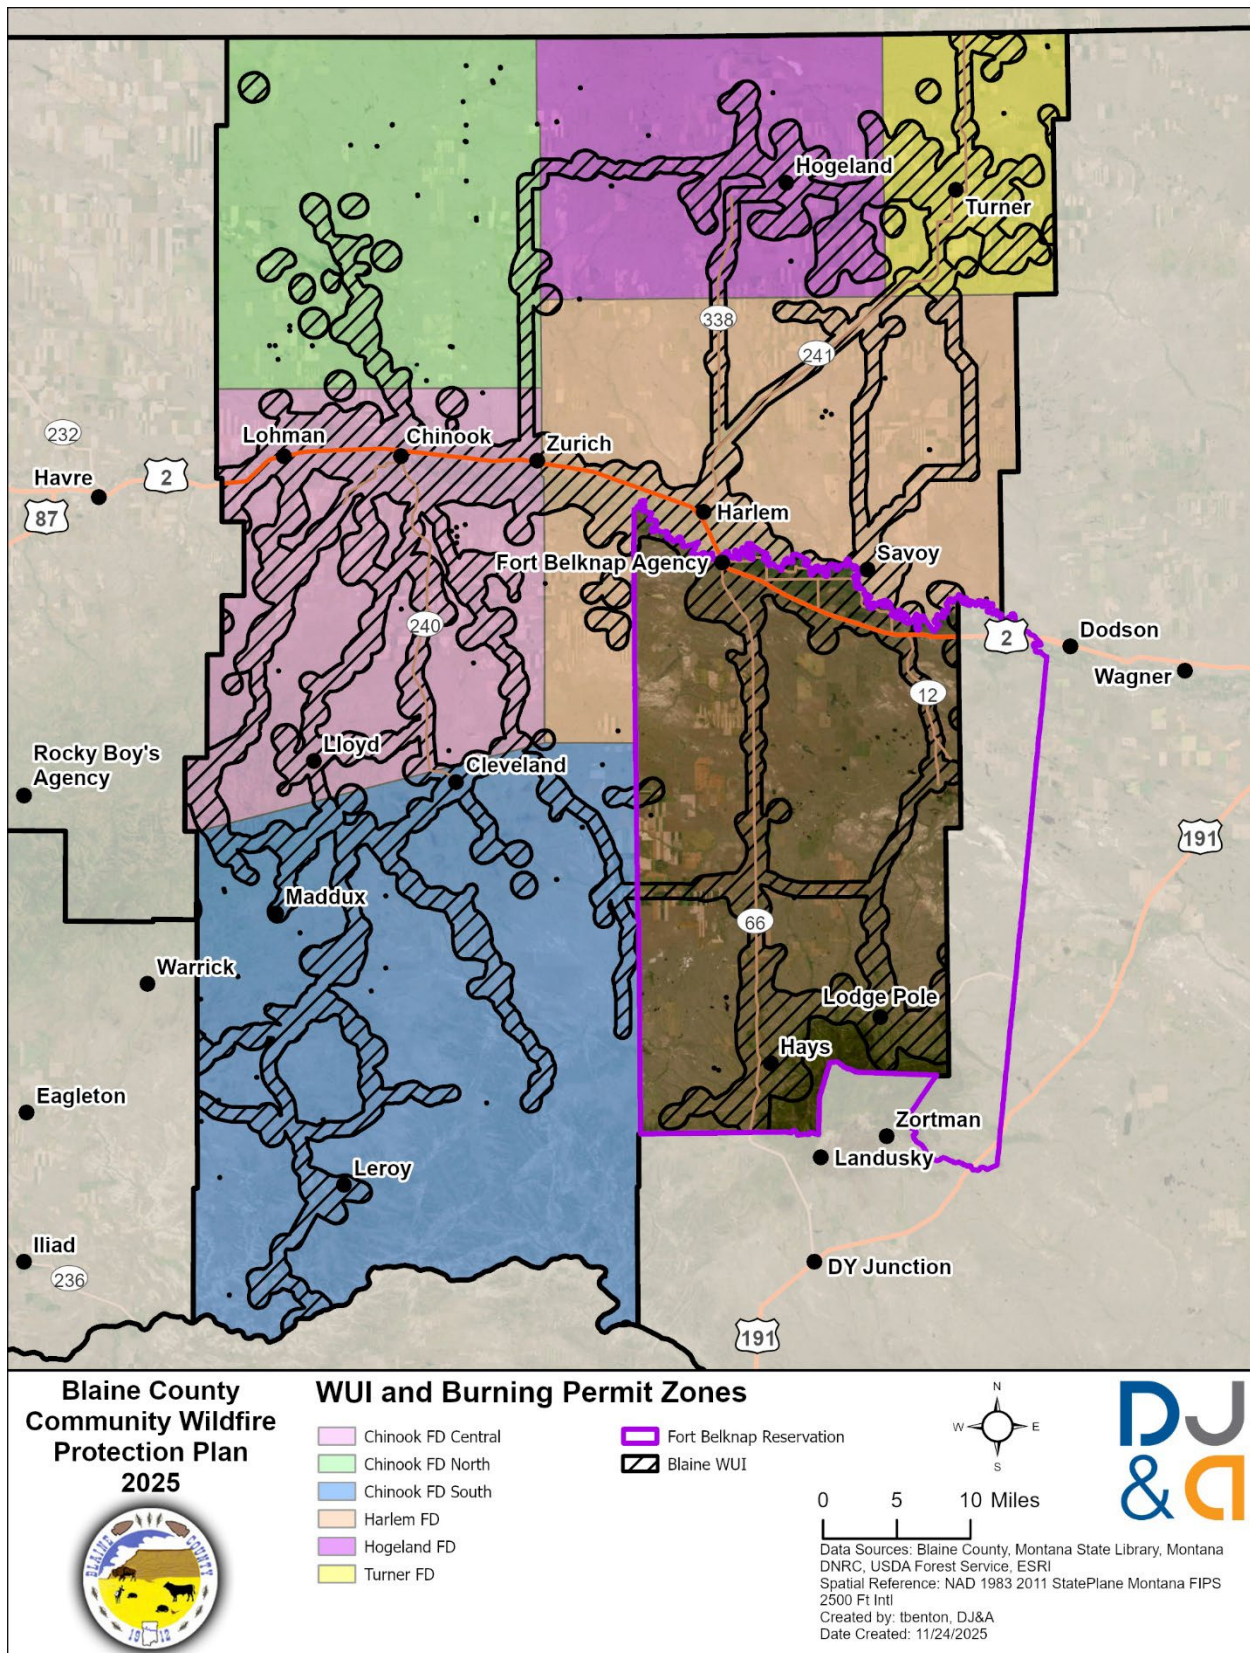 Hogeland
Turner
338
241
232
Lohman
Chinook
Zurich
Havre
2
87
Harlem
Fort Belknap Agency
Savoy
240
2
Dodson
Wagner
12
Rocky Boy's
Agency
Lloyd
Cleveland
191
Maddux
66
Warrick
Lodge Pole
Hays
Eagleton
Zortman
Landusky
Leroy
Iliad
236
DY Junction
191
Blaine County
Community Wildfire
Protection Plan
2025
BLAINE COUNTY
1912
WUI and Burning Permit Zones
Chinook FD Central
Chinook FD North
Chinook FD South
Harlem FD
Hogeland FD
Turner FD
Fort Belknap Reservation
Blaine WUI
N
W E
S
0 5 10 Miles
DJ
&A
Data Sources: Blaine County, Montana State Library, Montana
DNRC, USDA Forest Service, ESRI
Spatial Reference: NAD 1983 2011 StatePlane Montana FIPS
2500 Ft Intl
Created by: tbenton, DJ&A
Date Created: 11/24/2025